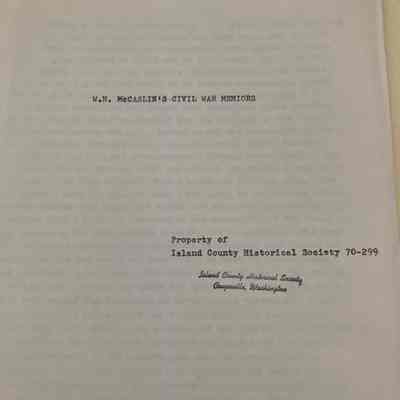 W.N. McCASLIN'S CIVIL WAR MEMIORS
Property of
Island County Historical Society 70-299
Island County Historical Society
Coupeville, Washington